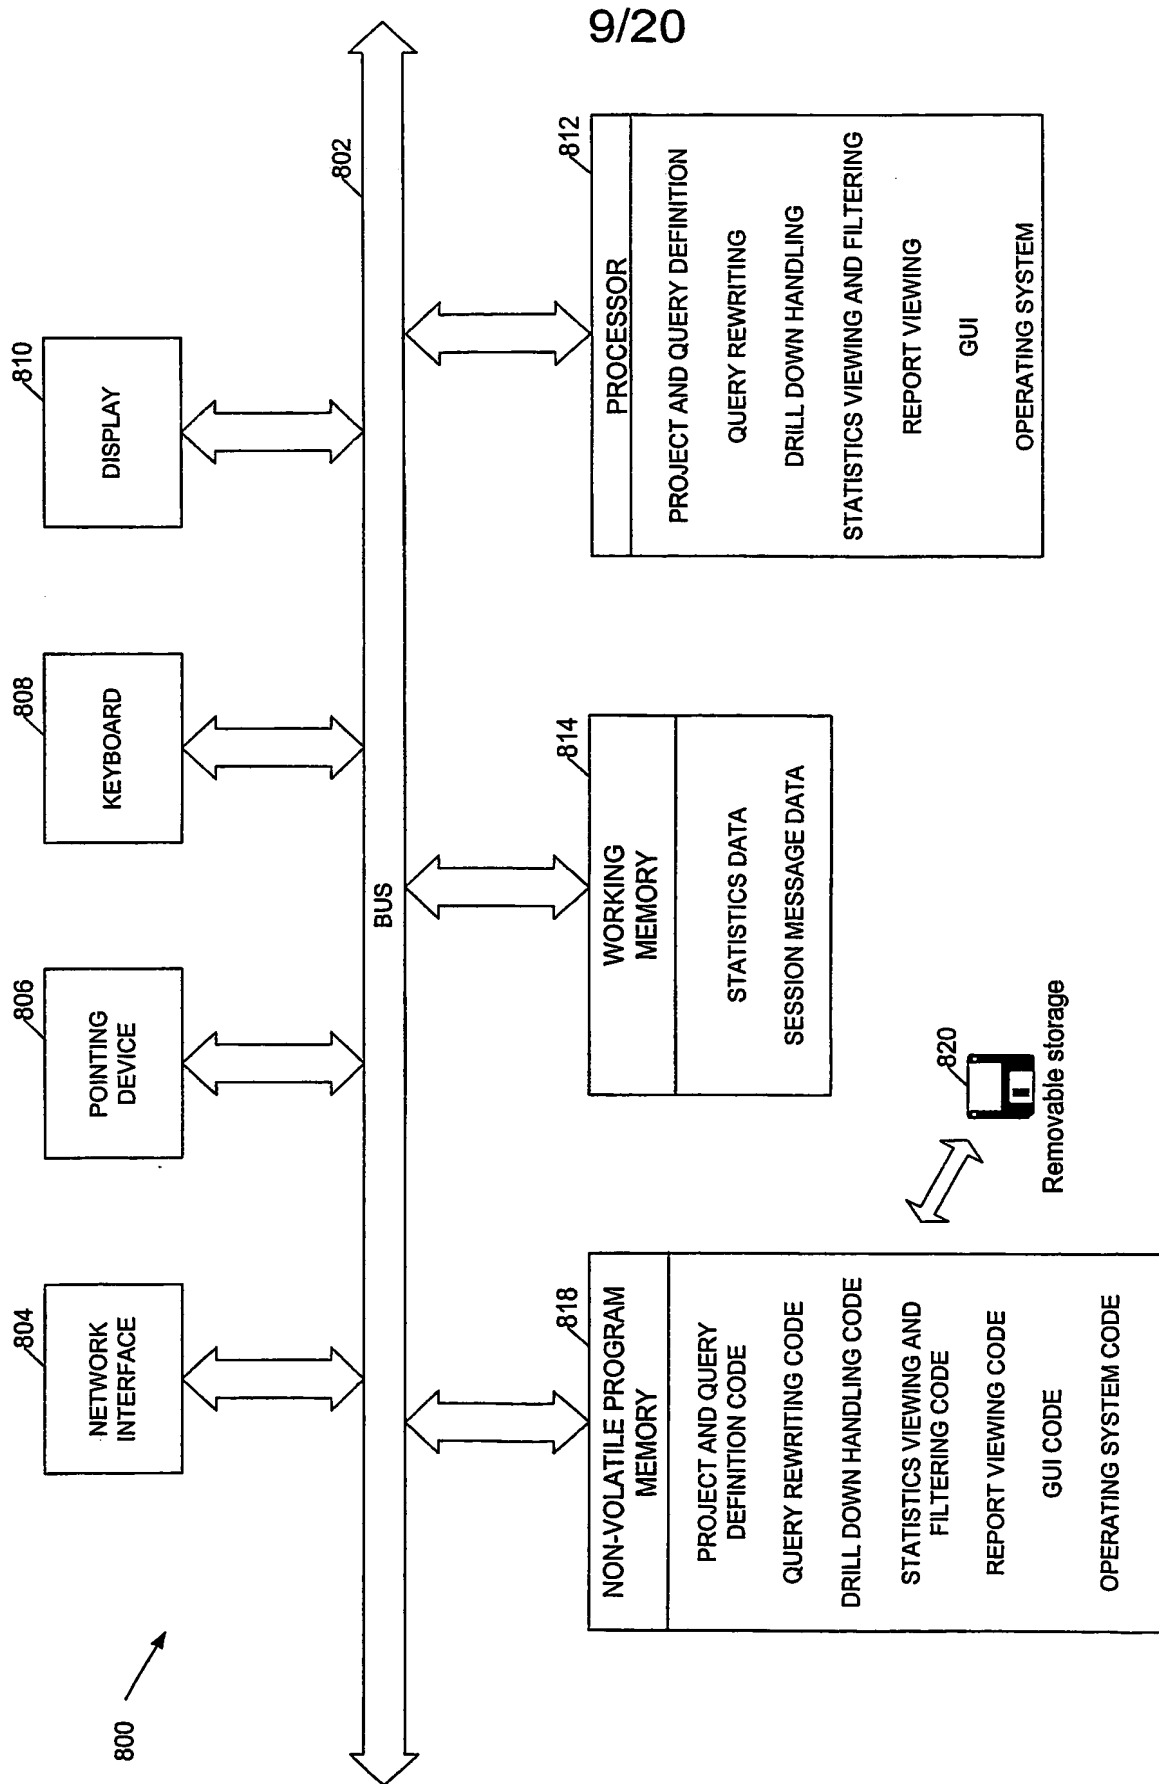 9/20
800
804
NETWORK
INTERFACE
806
POINTING
DEVICE
808
KEYBOARD
810
DISPLAY
BUS
802
818
NON-VOLATILE PROGRAM
MEMORY
PROJECT AND QUERY
DEFINITION CODE
QUERY REWRITING CODE
DRILL DOWN HANDLING CODE
STATISTICS VIEWING AND
FILTERING CODE
REPORT VIEWING CODE
GUI CODE
OPERATING SYSTEM CODE
820
Removable storage
814
WORKING
MEMORY
STATISTICS DATA
SESSION MESSAGE DATA
812
PROCESSOR
PROJECT AND QUERY DEFINITION
QUERY REWRITING
DRILL DOWN HANDLING
STATISTICS VIEWING AND FILTERING
REPORT VIEWING
GUI
OPERATING SYSTEM